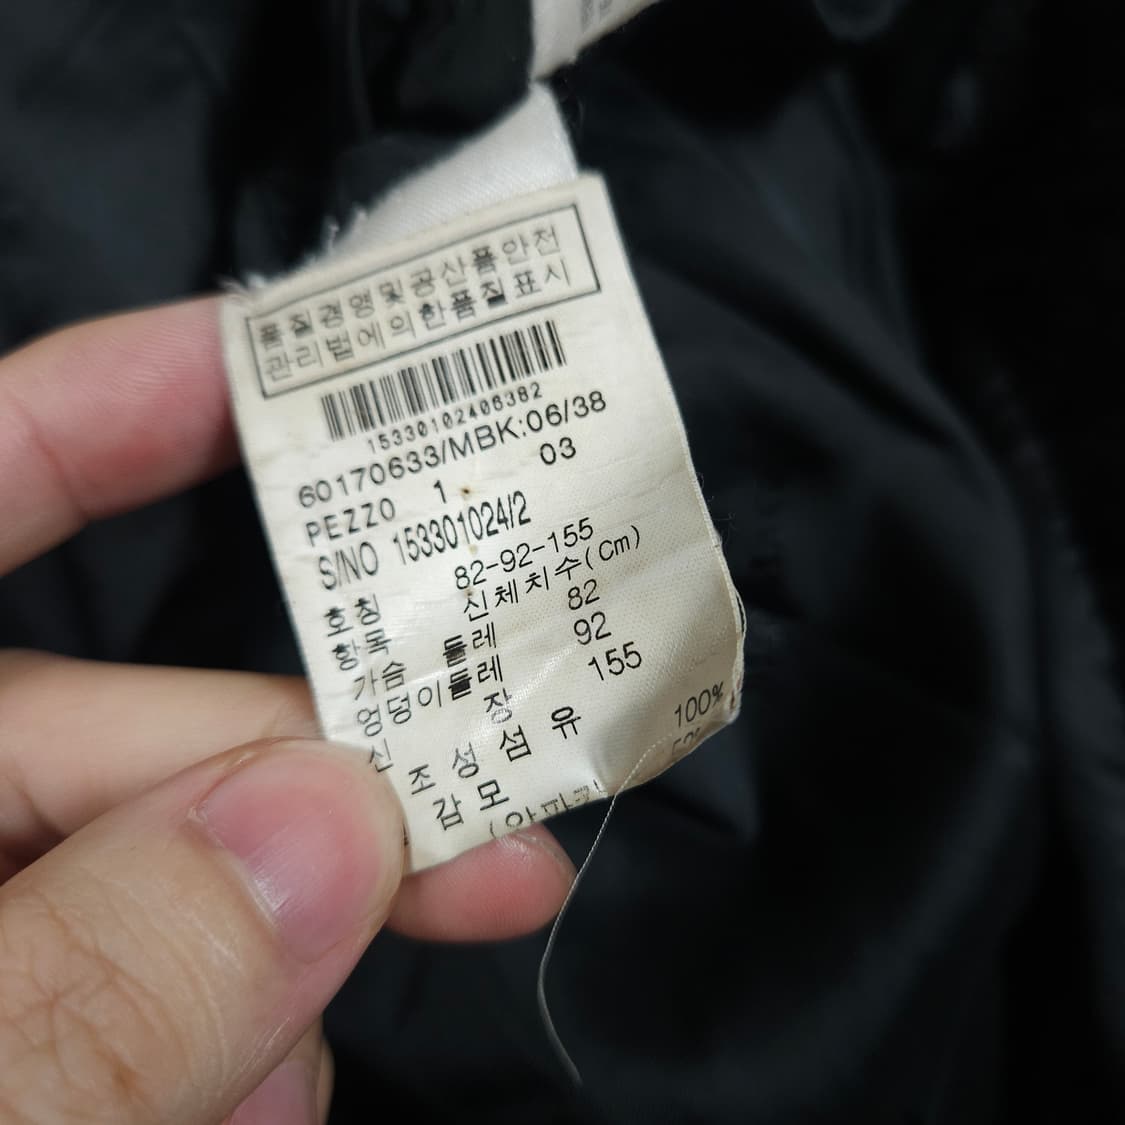 품질경영및공산품안전
관리법에의한품질표시
15330102406382
60170633/MBK:06/38
03
PEZZO 1
S/NO 153301024/2
호칭 82-92-155
항목 신체치수(Cm)
가슴 둘레 82
엉덩이둘레 92
신 장 155
조 성 섬 유
감 모 100%